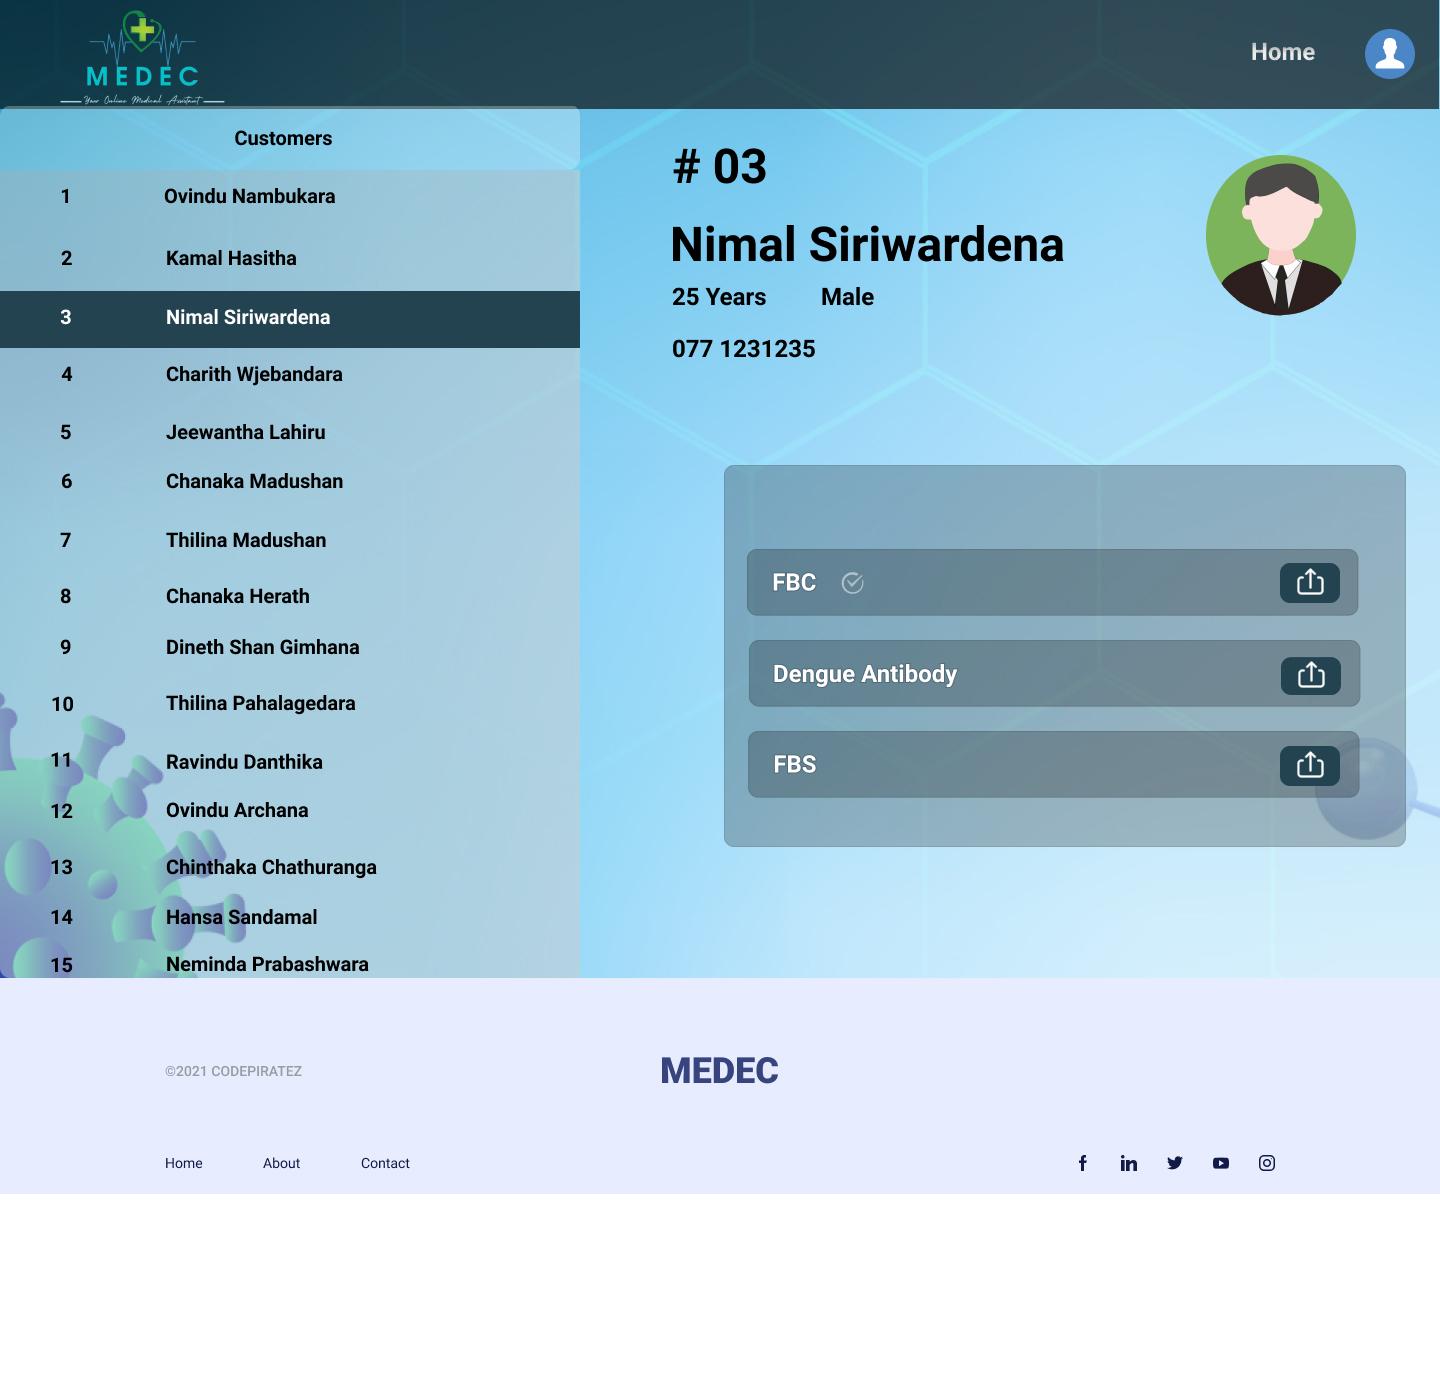 MEDEC
Your Online Medical Assistant
Home
Customers
1 Ovindu Nambukara
2 Kamal Hasitha
3 Nimal Siriwardena
4 Charith Wjebandara
5 Jeewantha Lahiru
6 Chanaka Madushan
7 Thilina Madushan
8 Chanaka Herath
9 Dineth Shan Gimhana
10 Thilina Pahalagedara
11 Ravindu Danthika
12 Ovindu Archana
13 Chinthaka Chathuranga
14 Hansa Sandamal
15 Neminda Prabashwara
# 03
Nimal Siriwardena
25 Years Male
077 1231235
FBC
Dengue Antibody
FBS
©2021 CODEPIRATEZ
MEDEC
Home About Contact